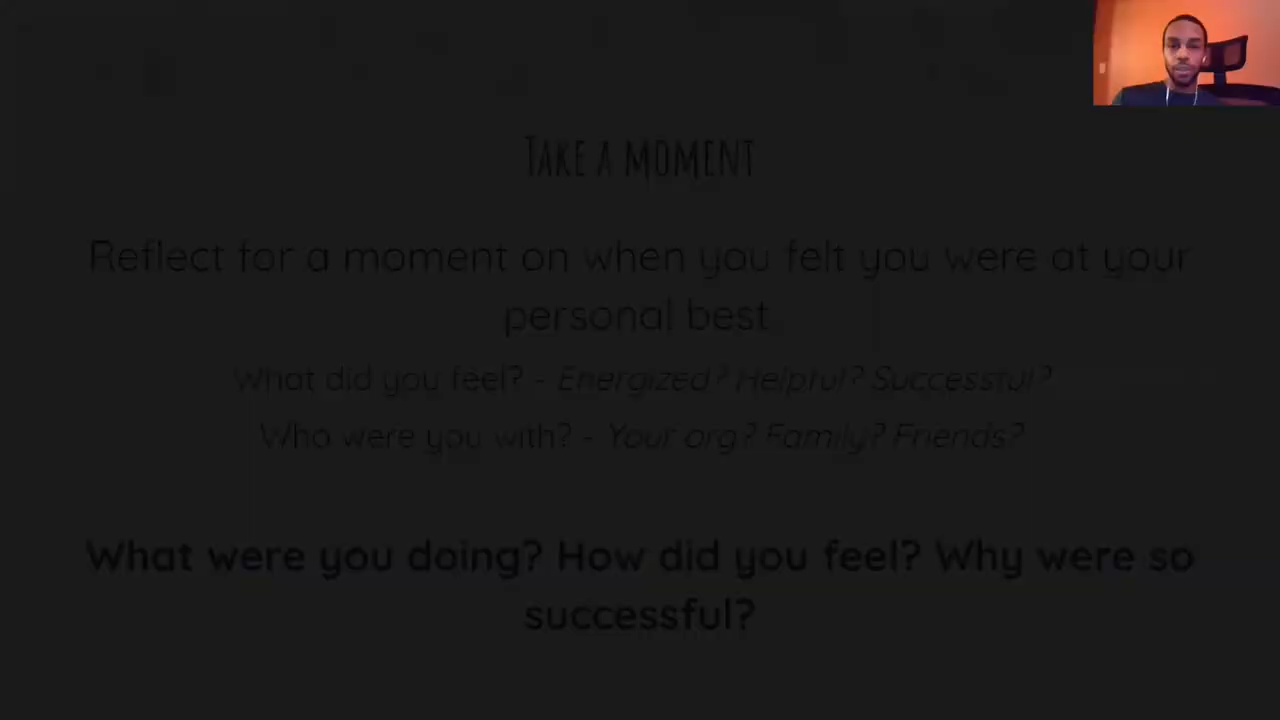 Take a moment
Reflect for a moment on when you felt you were at your
personal best
What did you feel? - Energized? Helpful? Successful?
Who were you with? - Your org? Family? Friends?
What were you doing? How did you feel? Why were so
successful?